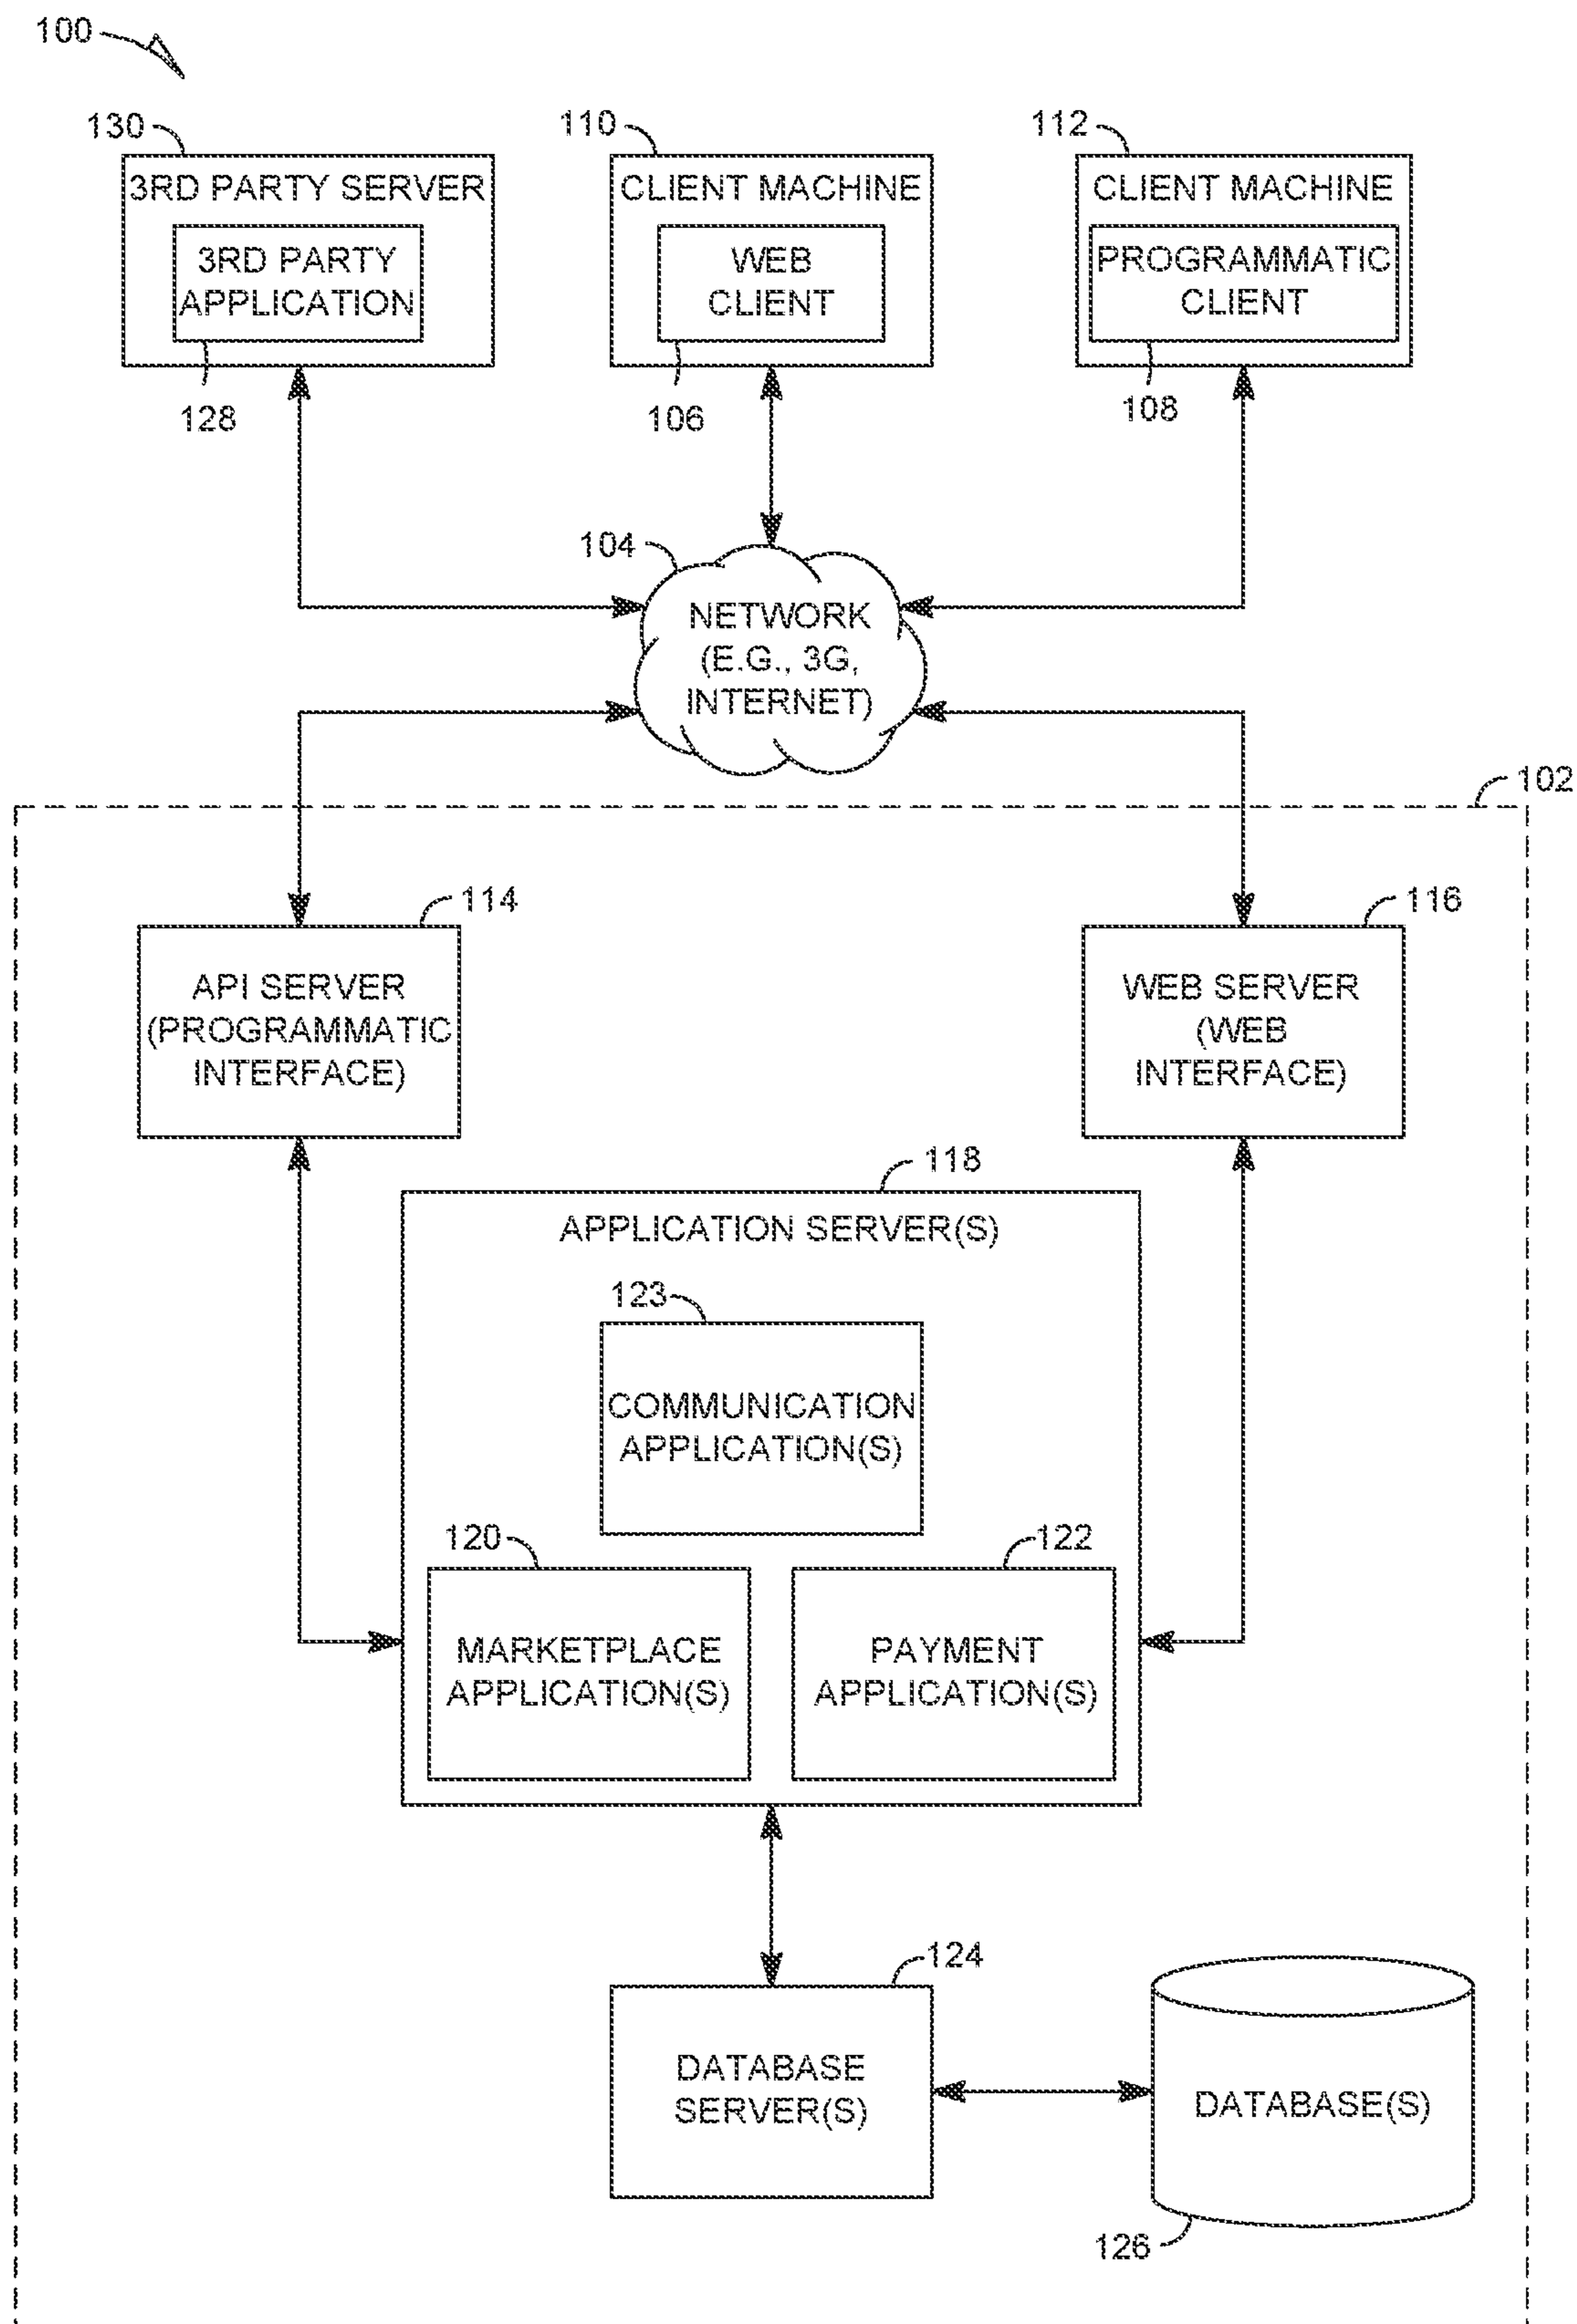 100
130
110
112
3RD PARTY SERVER
CLIENT MACHINE
CLIENT MACHINE
3RD PARTY
APPLICATION
WEB
CLIENT
PROGRAMMATIC
CLIENT
128
106
108
104
NETWORK
(E.G., 3G,
INTERNET)
102
114
116
API SERVER
(PROGRAMMATIC
INTERFACE)
WEB SERVER
(WEB
INTERFACE)
118
APPLICATION SERVER(S)
123
COMMUNICATION
APPLICATION(S)
120
122
MARKETPLACE
APPLICATION(S)
PAYMENT
APPLICATION(S)
124
DATABASE
SERVER(S)
DATABASE(S)
126